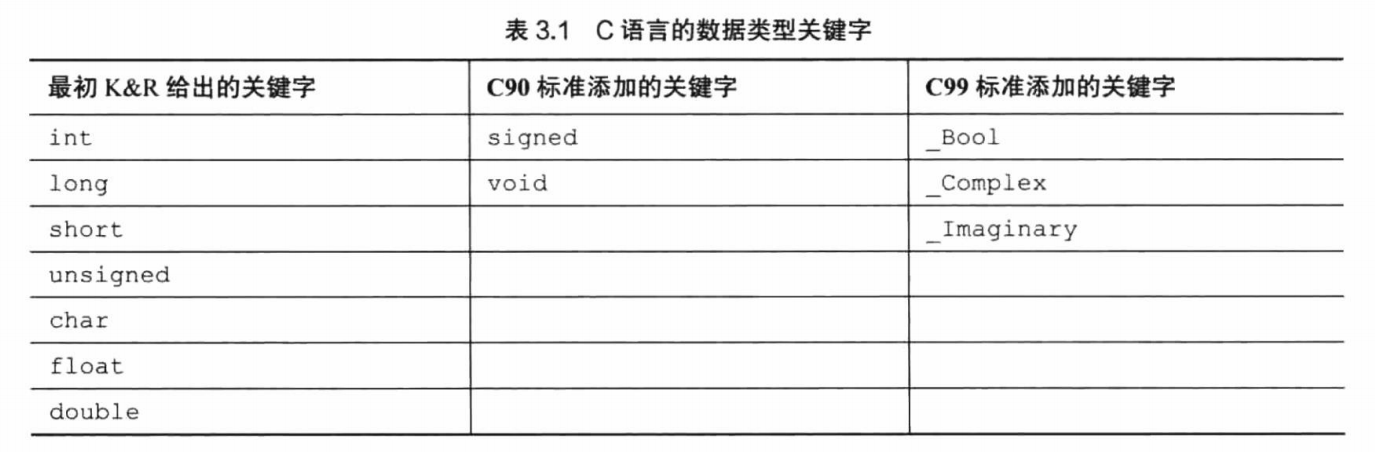 表 3.1 C 语言的数据类型关键字
最初 K&R 给出的关键字 C90 标准添加的关键字 C99 标准添加的关键字
int signed _Bool
long void _Complex
short _Imaginary
unsigned
char
float
double